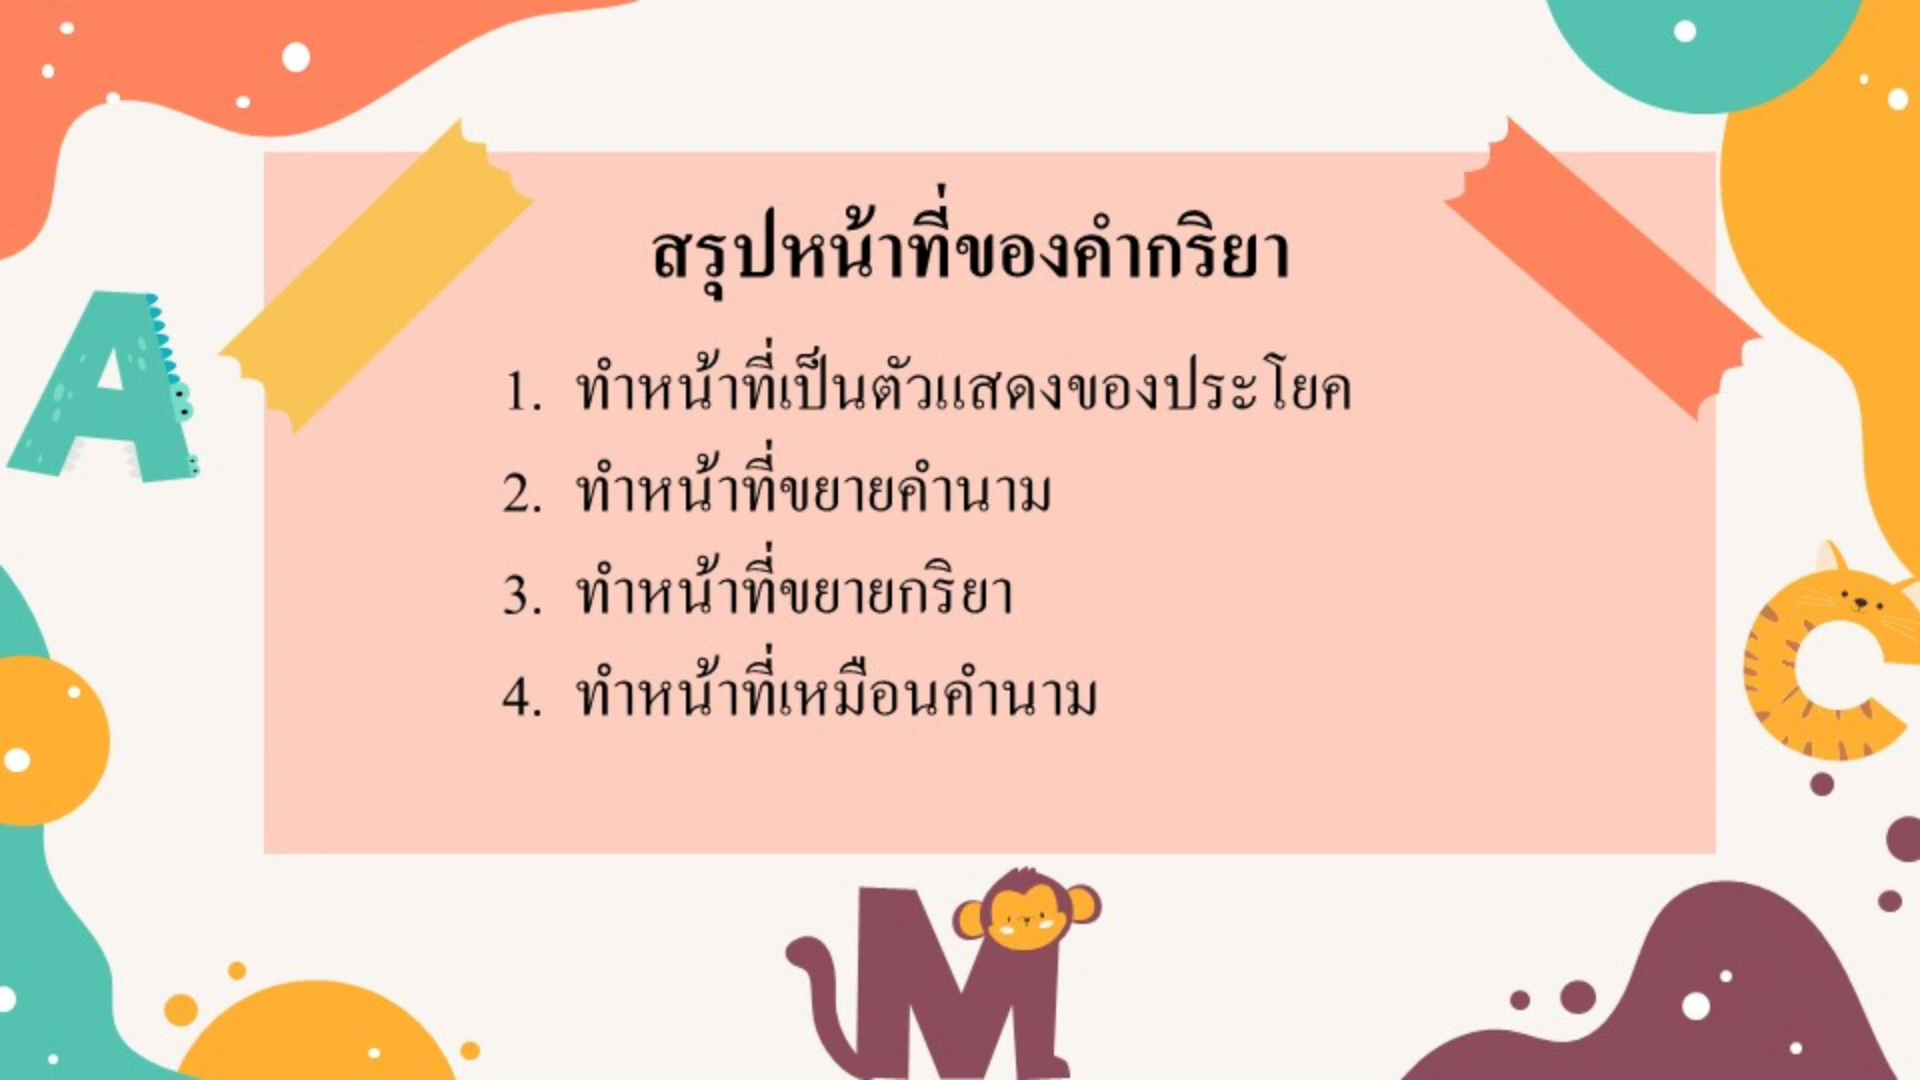 สรุปหน้าที่ของคำกริยา
1. ทำหน้าที่เป็นตัวแสดงของประโยค
2. ทำหน้าที่ขยายคำนาม
3. ทำหน้าที่ขยายกริยา
4. ทำหน้าที่เหมือนคำนาม
A
C
M